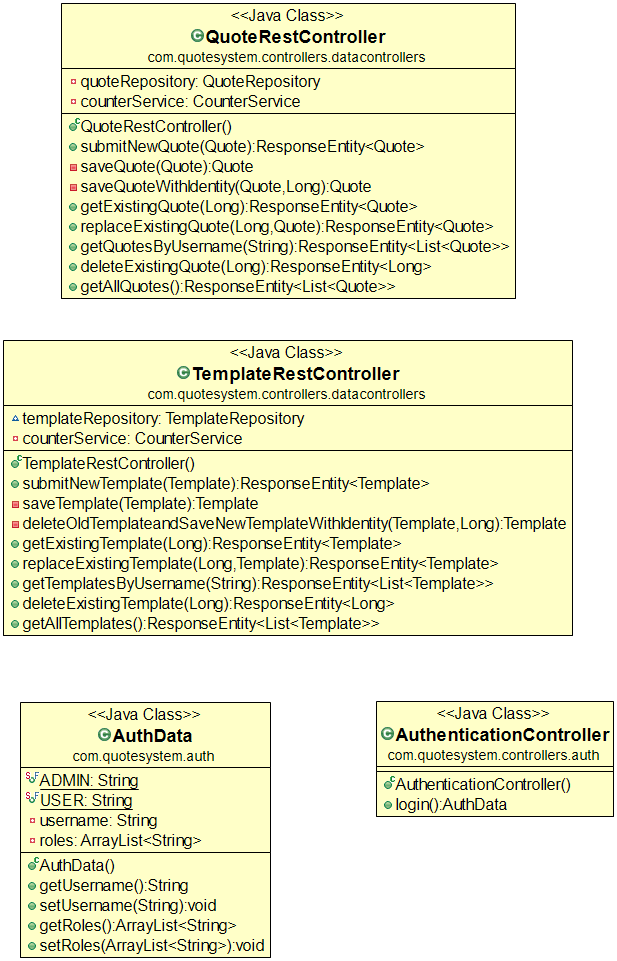 <<Java Class>>
QuoteRestController
com.quotesystem.controllers.datacontrollers
quoteRepository: QuoteRepository
counterService: CounterService
QuoteRestController()
submitNewQuote(Quote):ResponseEntity<Quote>
saveQuote(Quote):Quote
saveQuoteWithIdentity(Quote,Long):Quote
getExistingQuote(Long):ResponseEntity<Quote>
replaceExistingQuote(Long,Quote):ResponseEntity<Quote>
getQuotesByUsername(String):ResponseEntity<List<Quote>>
deleteExistingQuote(Long):ResponseEntity<Long>
getAllQuotes():ResponseEntity<List<Quote>>
<<Java Class>>
TemplateRestController
com.quotesystem.controllers.datacontrollers
templateRepository: TemplateRepository
counterService: CounterService
TemplateRestController()
submitNewTemplate(Template):ResponseEntity<Template>
saveTemplate(Template):Template
deleteOldTemplateandSaveNewTemplateWithIdentity(Template,Long):Template
getExistingTemplate(Long):ResponseEntity<Template>
replaceExistingTemplate(Long,Template):ResponseEntity<Template>
getTemplatesByUsername(String):ResponseEntity<List<Template>>
deleteExistingTemplate(Long):ResponseEntity<Long>
getAllTemplates():ResponseEntity<List<Template>>
<<Java Class>>
AuthData
com.quotesystem.auth
ADMIN: String
USER: String
username: String
roles: ArrayList<String>
AuthData()
getUsername():String
setUsername(String):void
getRoles():ArrayList<String>
setRoles(ArrayList<String>):void
<<Java Class>>
AuthenticationController
com.quotesystem.controllers.auth
AuthenticationController()
login():AuthData